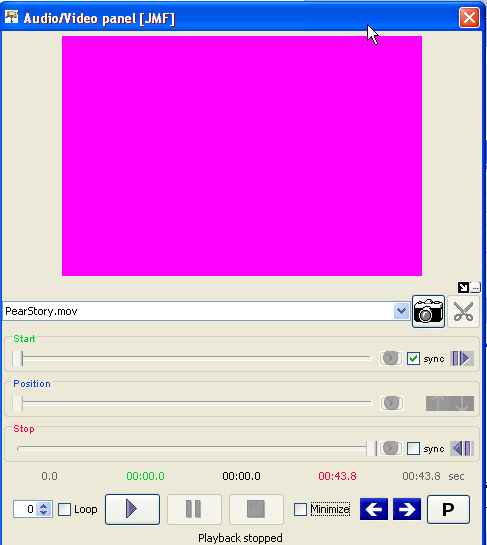 Audio/Video panel [JMF]
...
PearStory.mov
Start
sync
Position
Stop
sync
0.0 00:00.0 00:00.0 00:43.8 00:43.8 sec
0 Loop Minimize P
Playback stopped